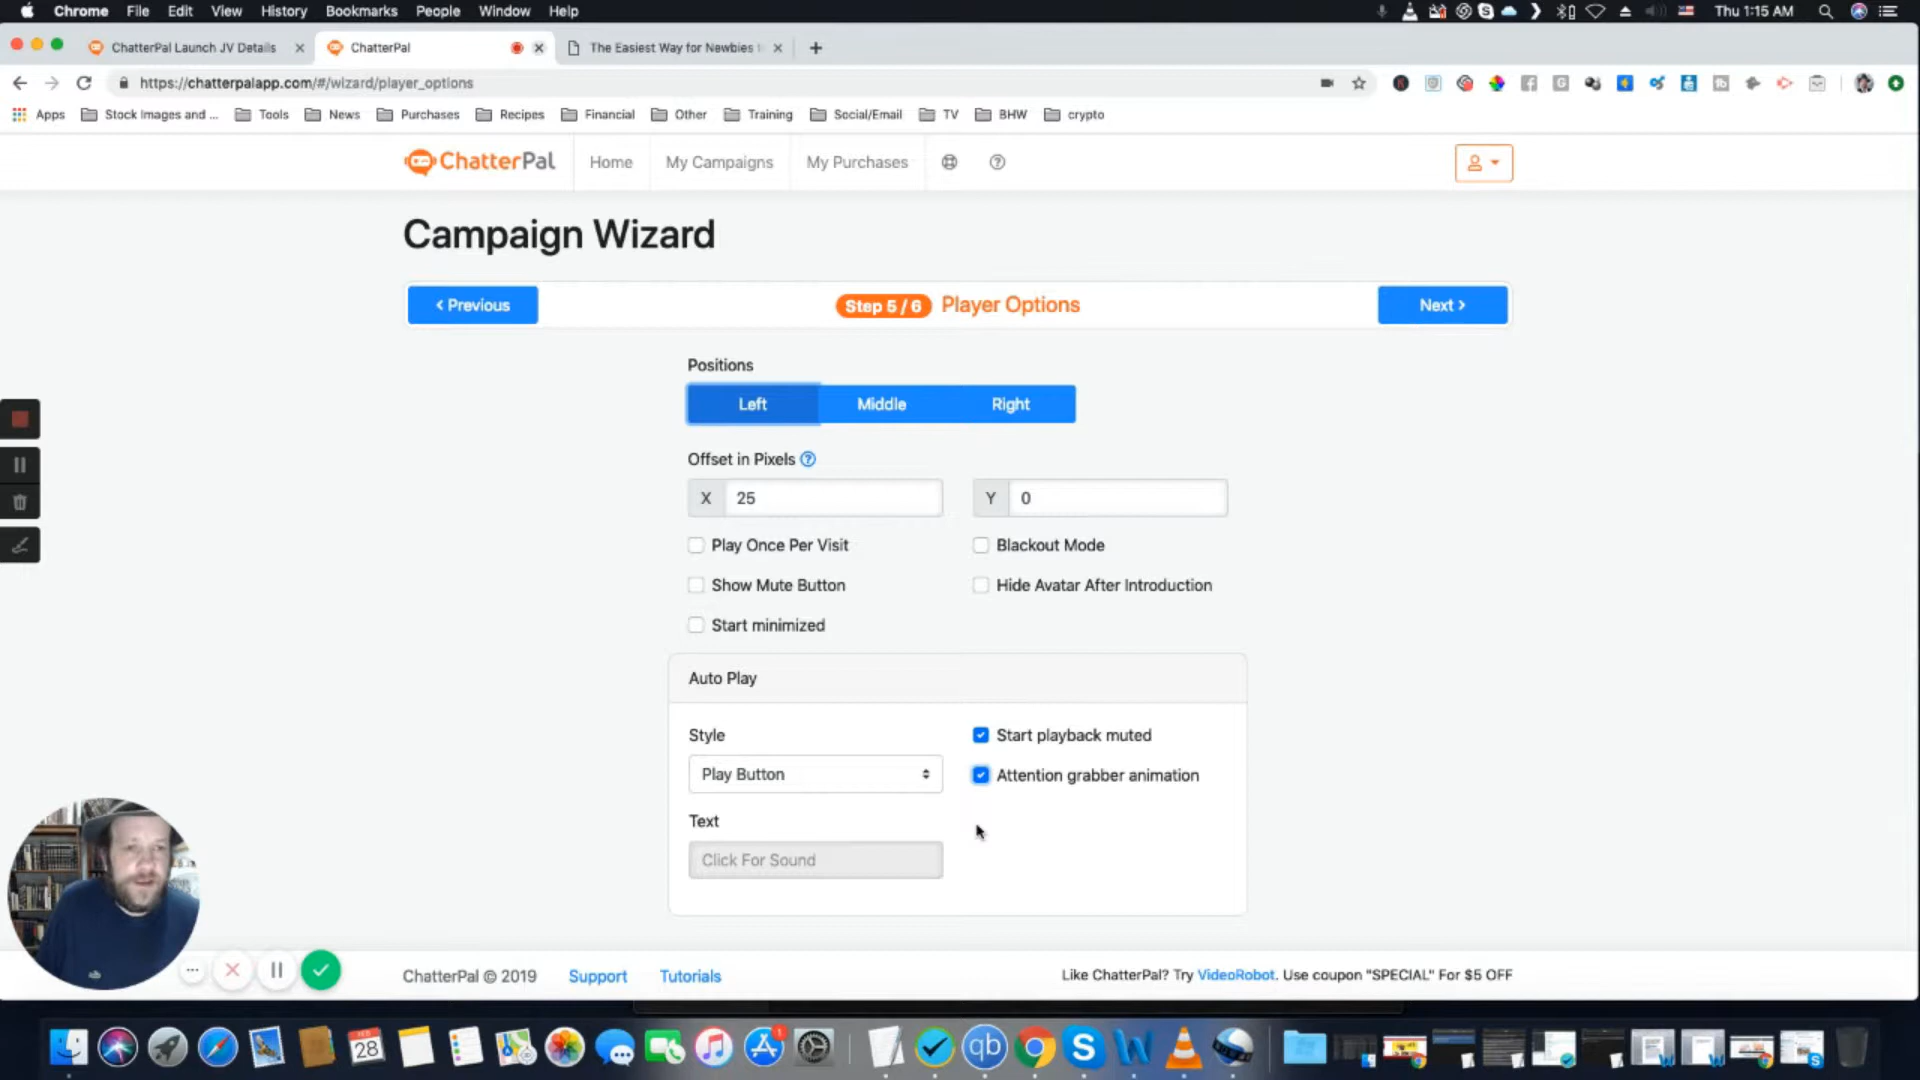 Chrome File Edit View History Bookmarks People Window Help Thu 1:15 AM
ChatterPal Launch JV Details ChatterPal The Easiest Way for Newbies
https://chatterpalapp.com/#/wizard/player_options
Apps Stock Images and ... Tools News Purchases Recipes Financial Other Training Social/Email TV BHW crypto
ChatterPal Home My Campaigns My Purchases
Campaign Wizard
‹ Previous Step 5 / 6 Player Options Next ›
Positions
Left Middle Right
Offset in Pixels ?
X 25 Y 0
Play Once Per Visit Blackout Mode
Show Mute Button Hide Avatar After Introduction
Start minimized
Auto Play
Style Start playback muted
Play Button Attention grabber animation
Text
Click For Sound
ChatterPal © 2019 Support Tutorials Like ChatterPal? Try VideoRobot. Use coupon "SPECIAL" For $5 OFF
FEB
28
1
qb